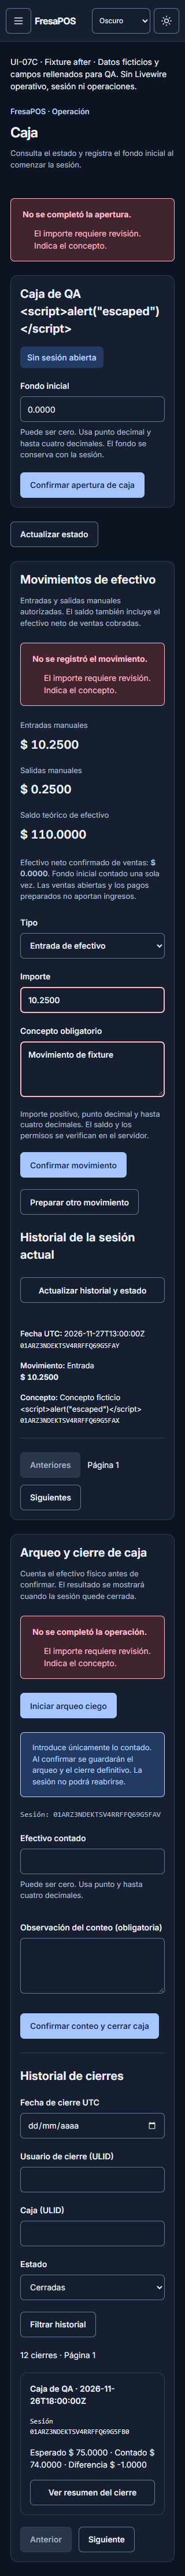 FresaPOS
Oscuro
UI-07C · Fixture after · Datos ficticios y
campos rellenados para QA. Sin Livewire
operativo, sesión ni operaciones.
FresaPOS · Operación
Caja
Consulta el estado y registra el fondo inicial al
comenzar la sesión.
No se completó la apertura.
El importe requiere revisión.
Indica el concepto.
Caja de QA
<script>alert("escaped")
</script>
Sin sesión abierta
Fondo inicial
0.0000
Puede ser cero. Usa punto decimal y
hasta cuatro decimales. El fondo se
conserva con la sesión.
Confirmar apertura de caja
Actualizar estado
Movimientos de efectivo
Entradas y salidas manuales
autorizadas. El saldo también incluye el
efectivo neto de ventas cobradas.
No se registró el movimiento.
El importe requiere revisión.
Indica el concepto.
Entradas manuales
$ 10.2500
Salidas manuales
$ 0.2500
Saldo teórico de efectivo
$ 110.0000
Efectivo neto confirmado de ventas: $
0.0000. Fondo inicial contado una sola
vez. Las ventas abiertas y los pagos
preparados no aportan ingresos.
Tipo
Entrada de efectivo
Importe
10.2500
Concepto obligatorio
Movimiento de fixture
Importe positivo, punto decimal y hasta
cuatro decimales. El saldo y los
permisos se verifican en el servidor.
Confirmar movimiento
Preparar otro movimiento
Historial de la sesión
actual
Actualizar historial y estado
Fecha UTC: 2026-11-27T13:00:00Z
01ARZ3NDEKTSV4RRFFQ69G5FAY
Movimiento: Entrada
$ 10.2500
Concepto: Concepto ficticio
<script>alert("escaped")</script>
01ARZ3NDEKTSV4RRFFQ69G5FAX
Anteriores
Página 1
Siguientes
Arqueo y cierre de caja
Cuenta el efectivo físico antes de
confirmar. El resultado se mostrará
cuando la sesión quede cerrada.
No se completó la operación.
El importe requiere revisión.
Indica el concepto.
Iniciar arqueo ciego
Introduce únicamente lo contado.
Al confirmar se guardarán el
arqueo y el cierre definitivo. La
sesión no podrá reabrirse.
Sesión: 01ARZ3NDEKTSV4RRFFQ69G5FAV
Efectivo contado
Puede ser cero. Usa punto y hasta
cuatro decimales.
Observación del conteo (obligatoria)
Confirmar conteo y cerrar caja
Historial de cierres
Fecha de cierre UTC
dd/mm/aaaa
Usuario de cierre (ULID)
Caja (ULID)
Estado
Cerradas
Filtrar historial
12 cierres · Página 1
Caja de QA · 2026-11-
26T18:00:00Z
Sesión
01ARZ3NDEKTSV4RRFFQ69G5FB0
Esperado $ 75.0000 · Contado $
74.0000 · Diferencia $ -1.0000
Ver resumen del cierre
Anterior
Siguiente